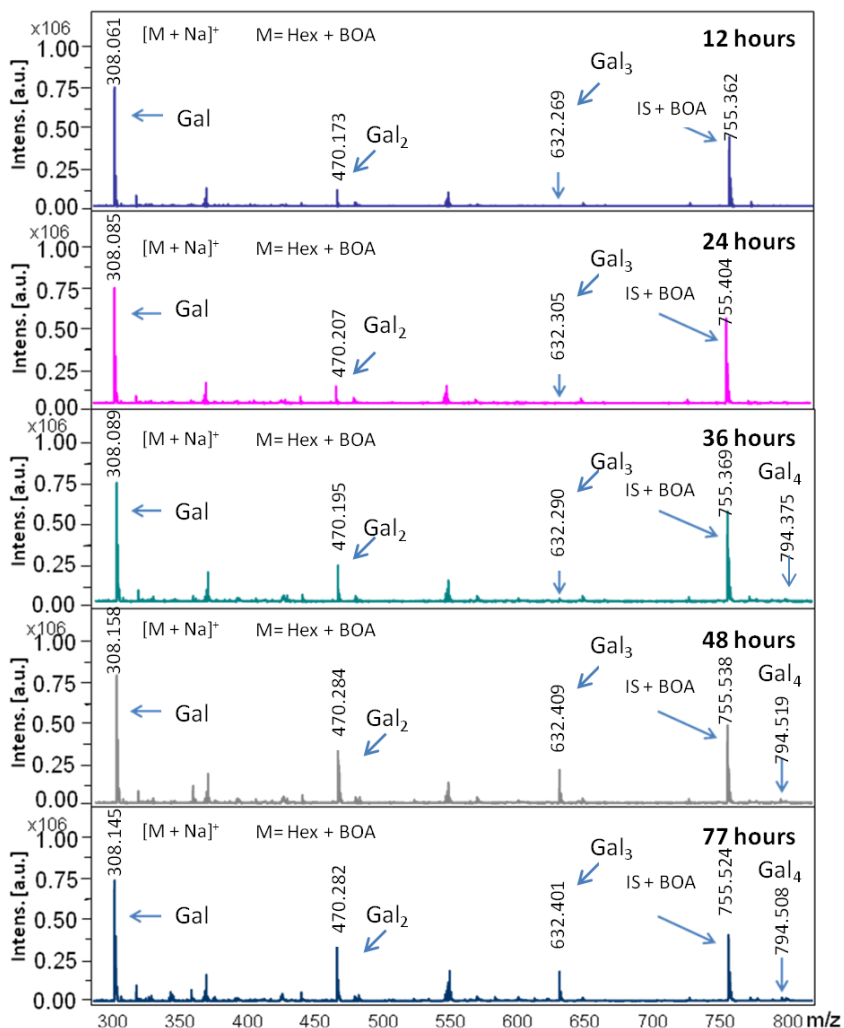 x10⁶
308.061
[M + Na]⁺ M= Hex + BOA
12 hours
Intens. [a.u.]
1.00
0.75
0.50
0.25
0.00
Gal
470.173
Gal₂
632.269
Gal₃
IS + BOA
755.362
x10⁶
308.085
[M + Na]⁺ M= Hex + BOA
24 hours
Intens. [a.u.]
1.00
0.75
0.50
0.25
0.00
Gal
470.207
Gal₂
632.305
Gal₃
IS + BOA
755.404
x10⁶
308.089
[M + Na]⁺ M= Hex + BOA
36 hours
Intens. [a.u.]
1.00
0.75
0.50
0.25
0.00
Gal
470.195
Gal₂
632.290
Gal₃
IS + BOA
755.369
Gal₄
794.375
x10⁶
308.158
[M + Na]⁺ M= Hex + BOA
48 hours
Intens. [a.u.]
1.00
0.75
0.50
0.25
0.00
Gal
470.284
Gal₂
632.409
Gal₃
IS + BOA
755.538
Gal₄
794.519
x10⁶
308.145
[M + Na]⁺ M= Hex + BOA
77 hours
Intens. [a.u.]
1.00
0.75
0.50
0.25
0.00
Gal
470.282
Gal₂
632.401
Gal₃
IS + BOA
755.524
Gal₄
794.508
300 350 400 450 500 550 600 650 700 750 800 m/z